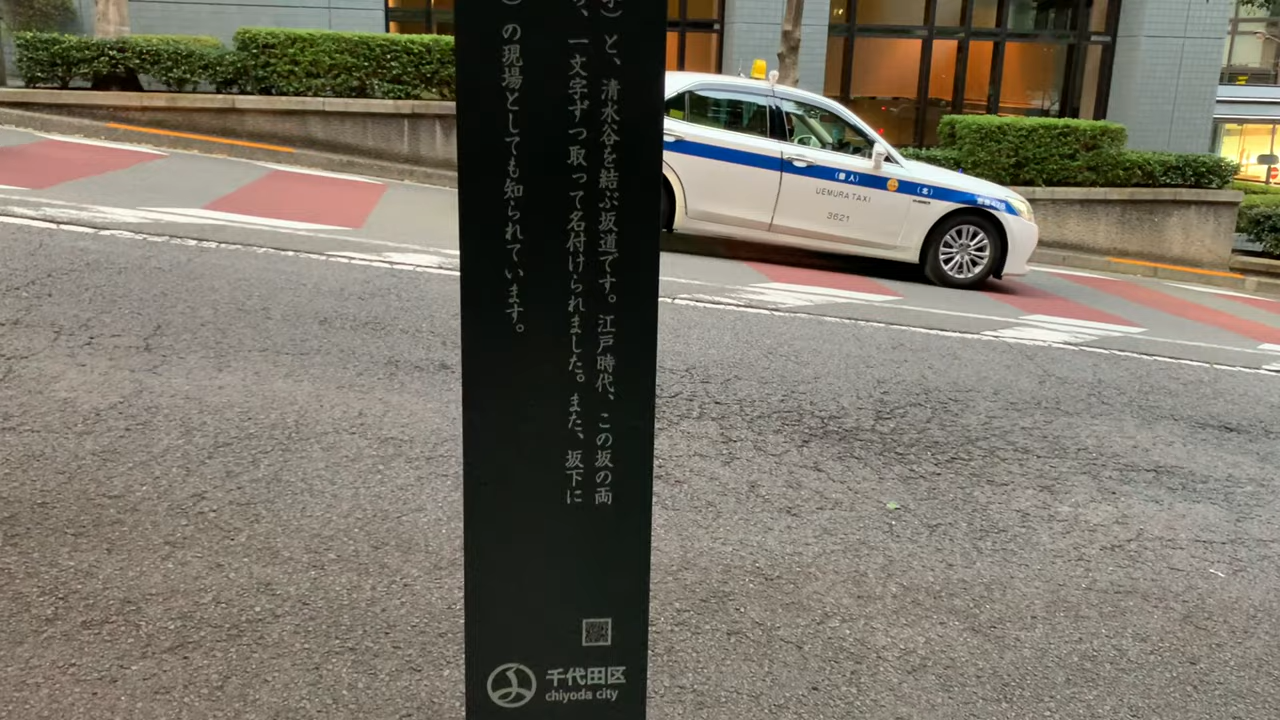 と、清水谷を結ぶ坂道です。江戸時代、この坂の両
、一文字ずつ取って名付けられました。また、坂下に
）の現場としても知られています。
千代田区
chiyoda city
（個人）
（北）
UEMURA TAXI
3621